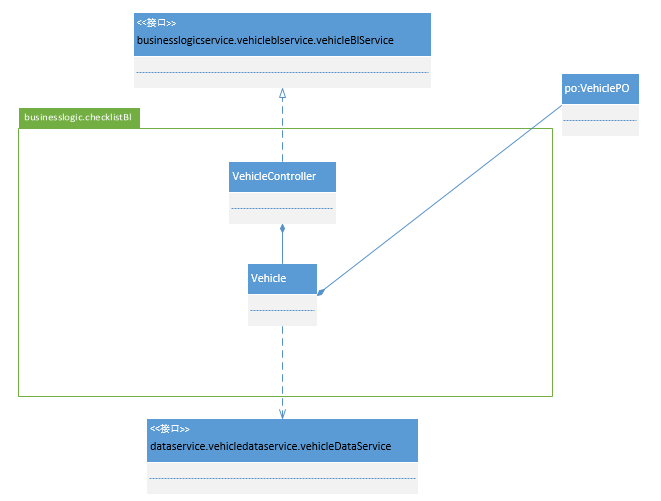 <<接口>>
businesslogicservice.vehicleblservice.vehicleBlService
po:VehiclePO
businesslogic.checklistBl
VehicleController
Vehicle
<<接口>>
dataservice.vehicledataservice.vehicleDataService